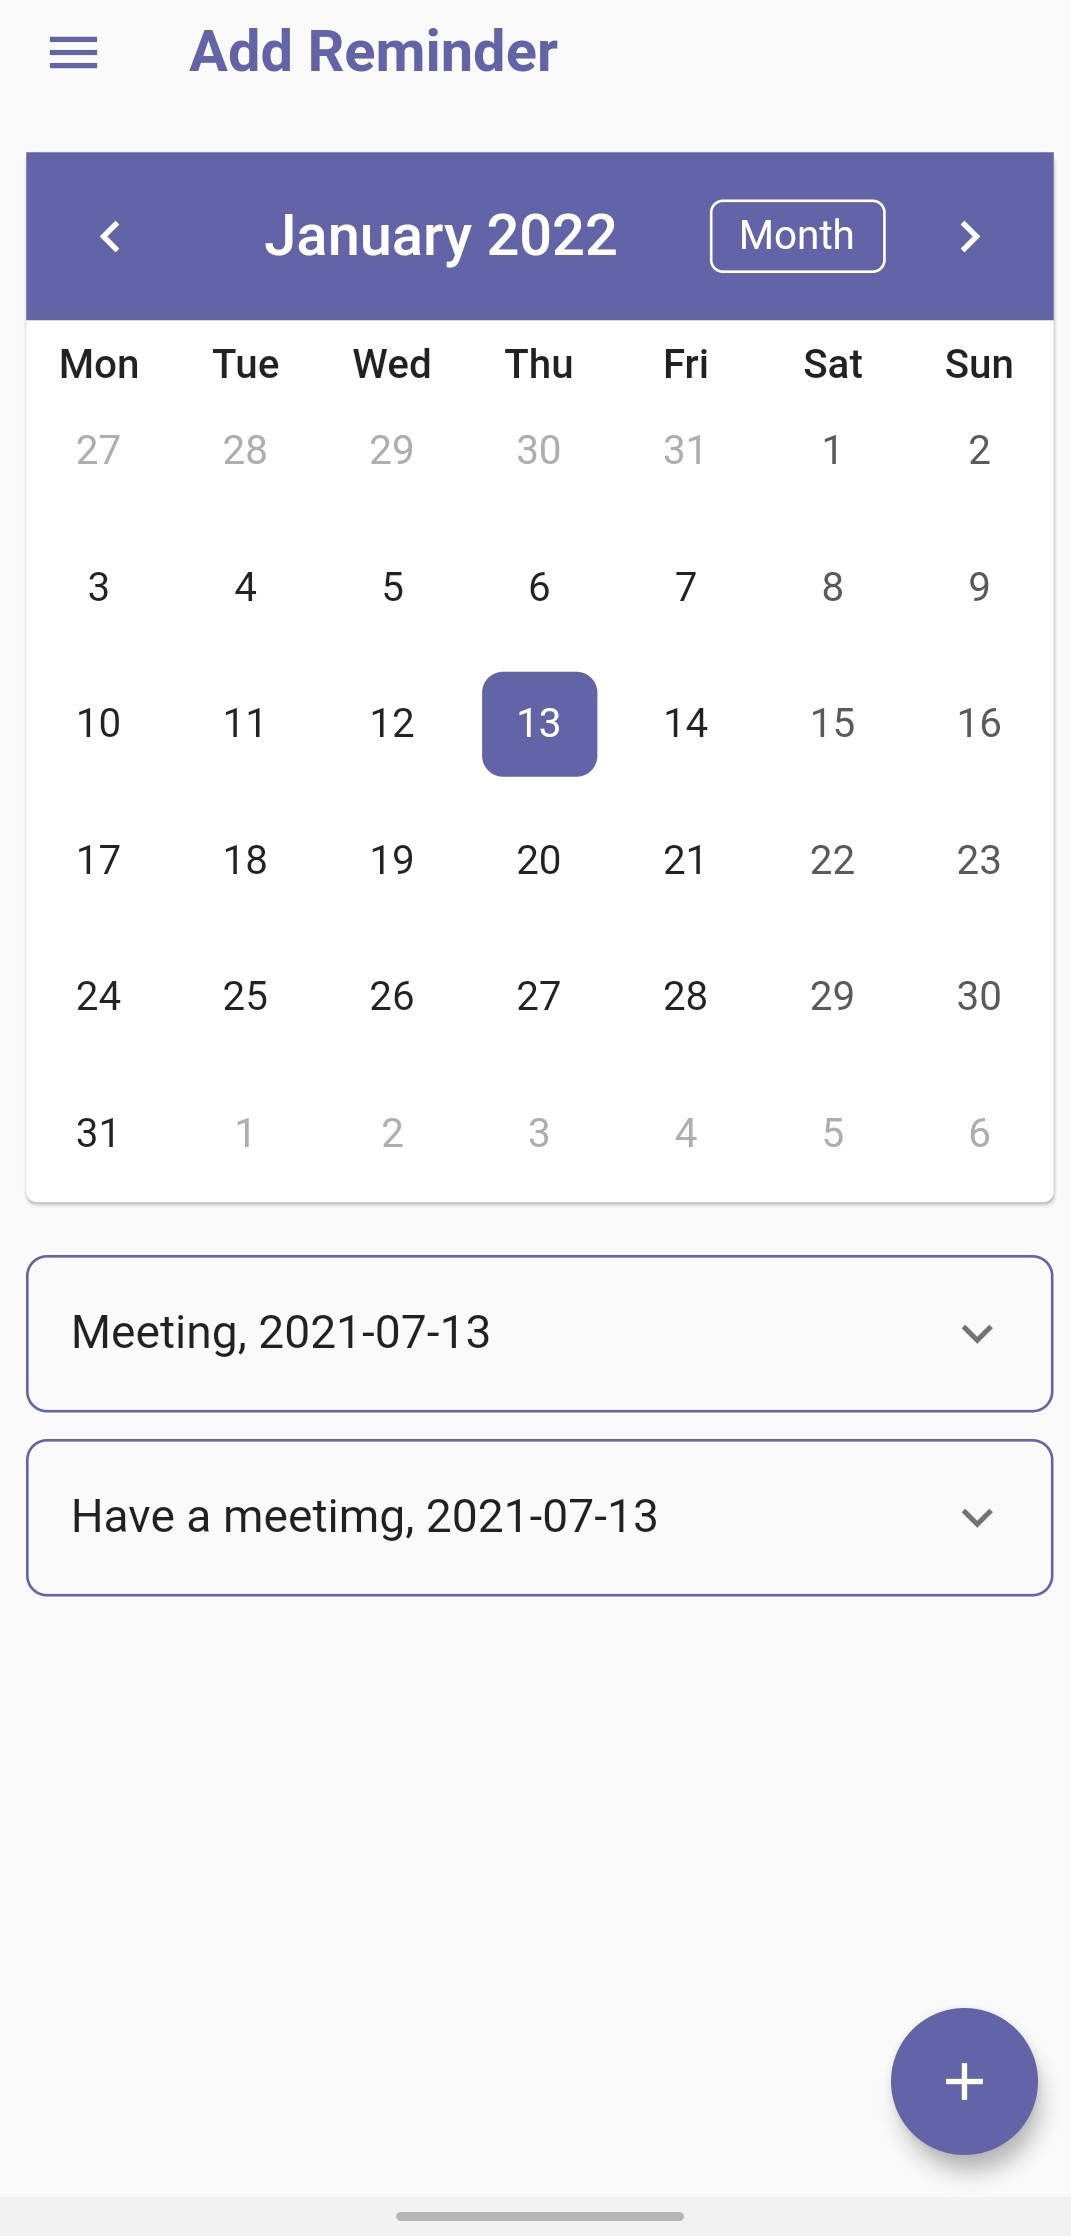 Add Reminder
January 2022 Month
Mon Tue Wed Thu Fri Sat Sun
27 28 29 30 31 1 2
3 4 5 6 7 8 9
10 11 12 13 14 15 16
17 18 19 20 21 22 23
24 25 26 27 28 29 30
31 1 2 3 4 5 6
Meeting, 2021-07-13
Have a meetimg, 2021-07-13